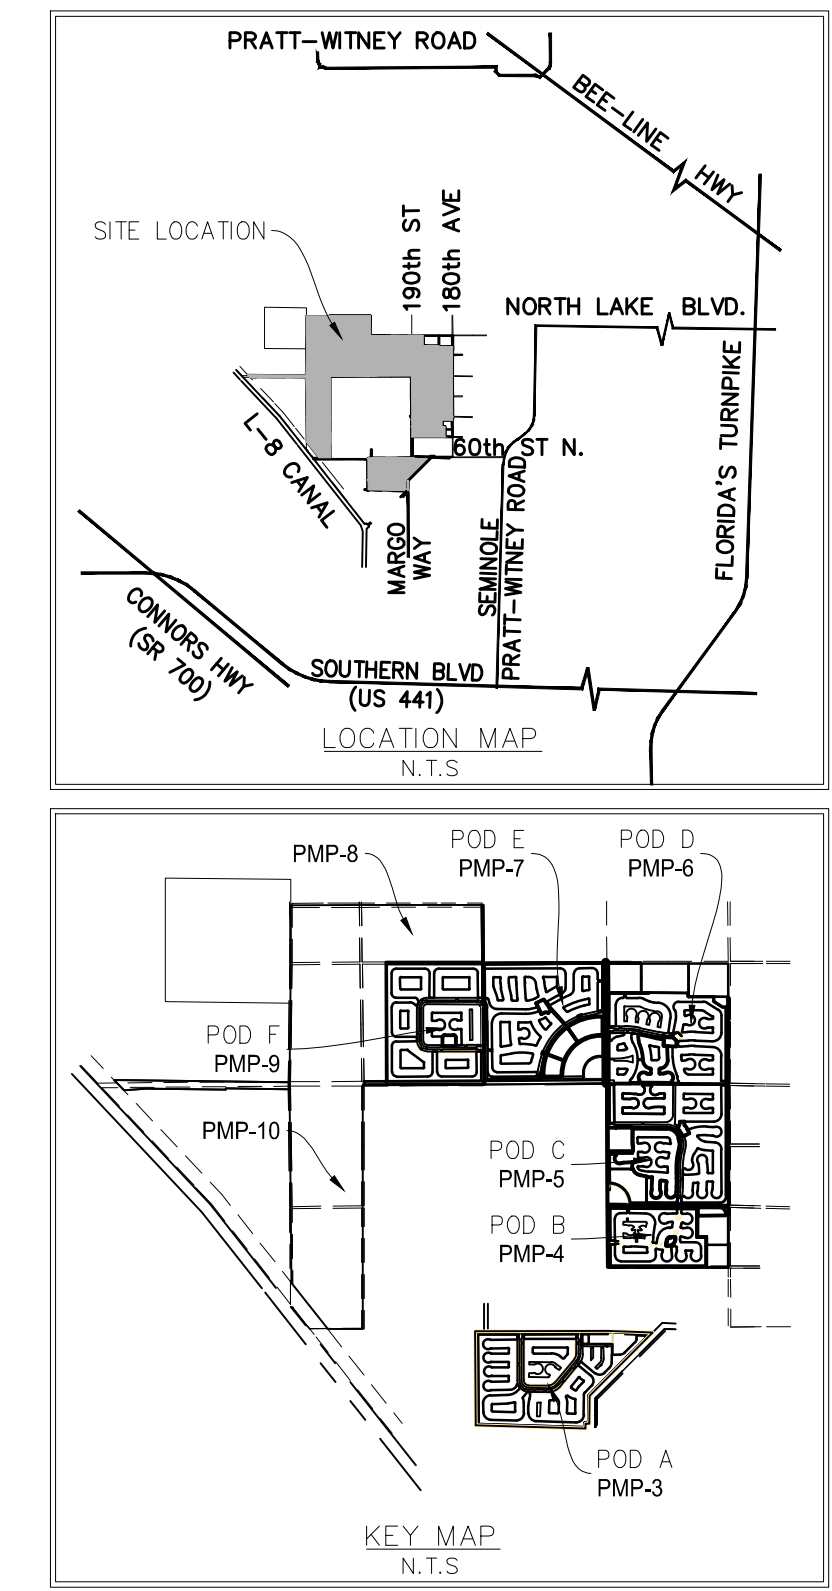 PRATT-WITNEY ROAD
BEE-LINE
HWY
SITE LOCATION
190th ST
180th AVE
NORTH LAKE BLVD.
FLORIDA'S TURNPIKE
L-8 CANAL
60th ST N.
MARGO
WAY
SEMINOLE
PRATT-WITNEY ROAD
CONNORS HWY
(SR 700)
SOUTHERN BLVD
(US 441)
LOCATION MAP
N.T.S
PMP-8
POD E
PMP-7
POD D
PMP-6
POD F
PMP-9
PMP-10
POD C
PMP-5
POD B
PMP-4
POD A
PMP-3
KEY MAP
N.T.S